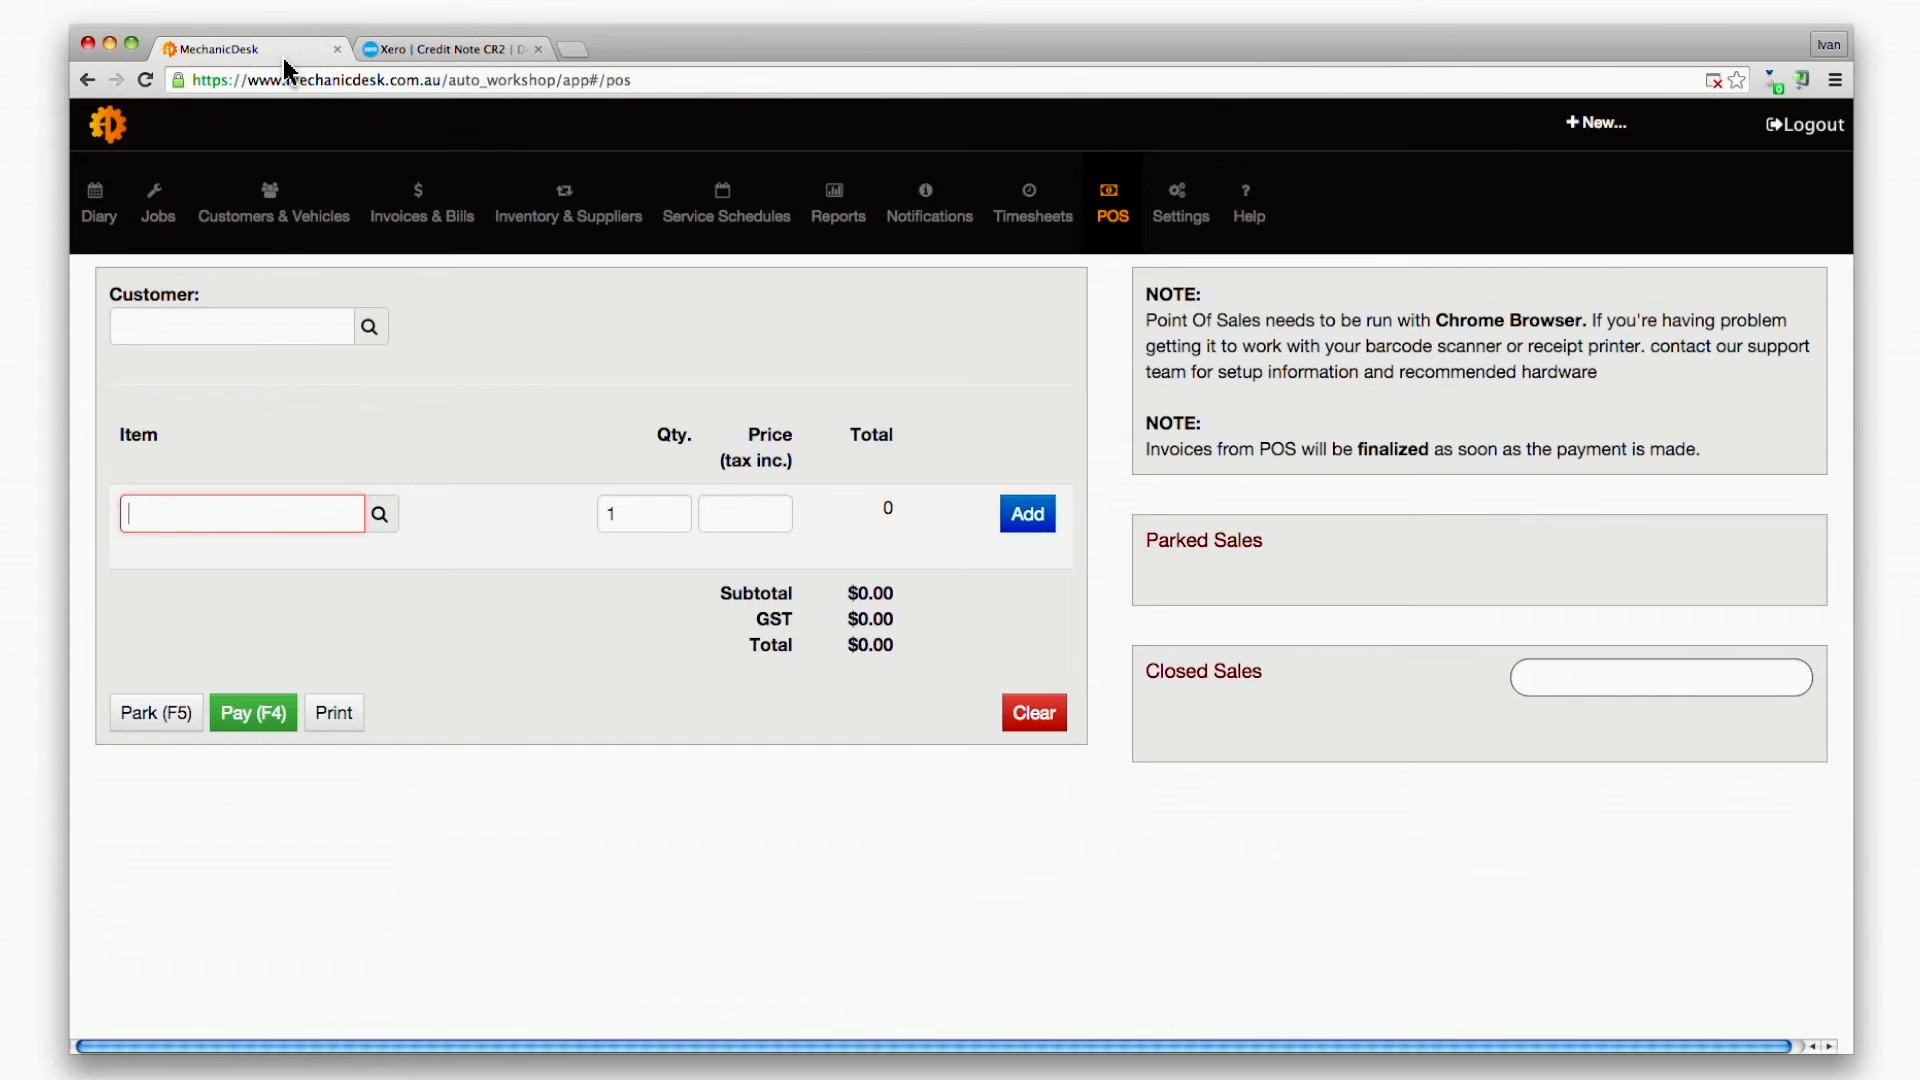 MechanicDesk
Xero | Credit Note CR2 | D
Ivan
https://www.mechanicdesk.com.au/auto_workshop/app#/pos
New...
Logout
Diary
Jobs
Customers & Vehicles
Invoices & Bills
Inventory & Suppliers
Service Schedules
Reports
Notifications
Timesheets
POS
Settings
Help
Customer:
Item
Qty.
Price
(tax inc.)
Total
1
0
Add
Subtotal $0.00
GST $0.00
Total $0.00
Park (F5)
Pay (F4)
Print
Clear
NOTE:
Point Of Sales needs to be run with Chrome Browser. If you're having problem
getting it to work with your barcode scanner or receipt printer. contact our support
team for setup information and recommended hardware
NOTE:
Invoices from POS will be finalized as soon as the payment is made.
Parked Sales
Closed Sales